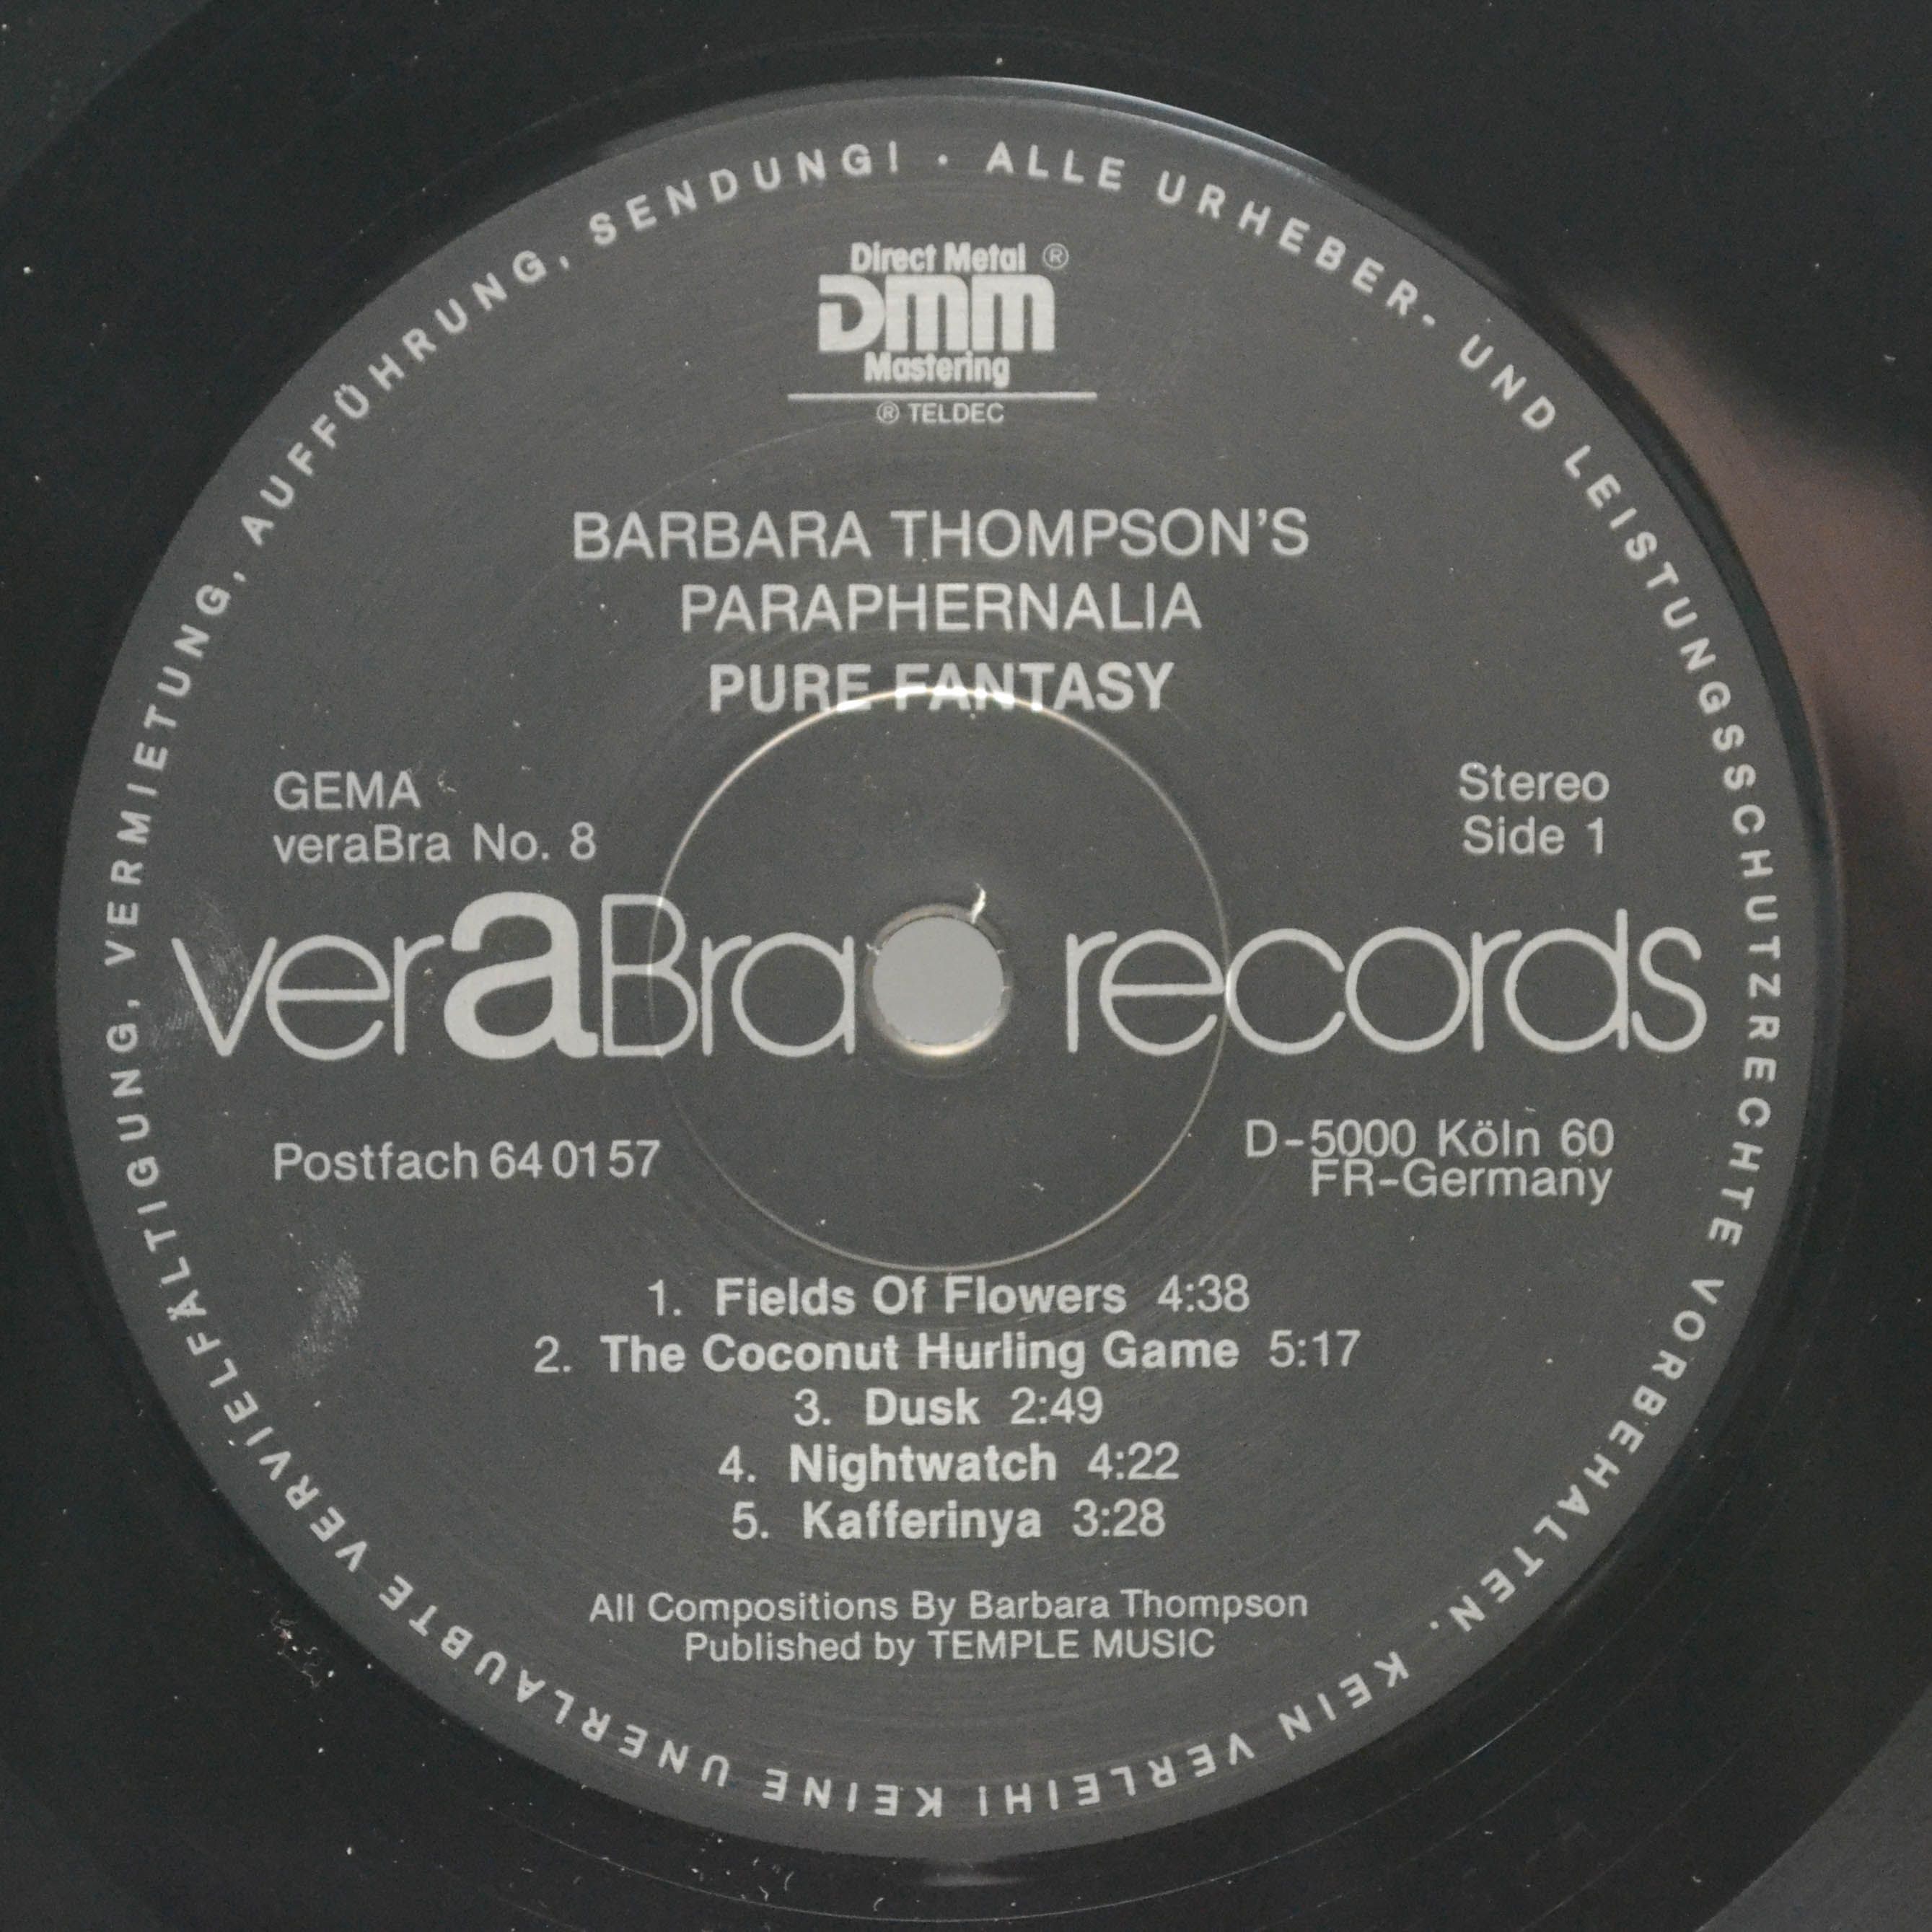 ALLE URHEBER- UND LEISTUNGSSCHUTZRECHTE VORBEHALTEN. KEIN VERLEIH! KEINE UNERLAUBTE VERVIELFÄLTIGUNG, VERMIETUNG, AUFFÜHRUNG, SENDUNG! ·
Direct Metal ®
DMM
Mastering
® TELDEC
BARBARA THOMPSON'S
PARAPHERNALIA
PURE FANTASY
GEMA
veraBra No. 8
Stereo
Side 1
veraBra records
Postfach 64 01 57
D-5000 Köln 60
FR-Germany
1. Fields Of Flowers 4:38
2. The Coconut Hurling Game 5:17
3. Dusk 2:49
4. Nightwatch 4:22
5. Kafferinya 3:28
All Compositions By Barbara Thompson
Published by TEMPLE MUSIC